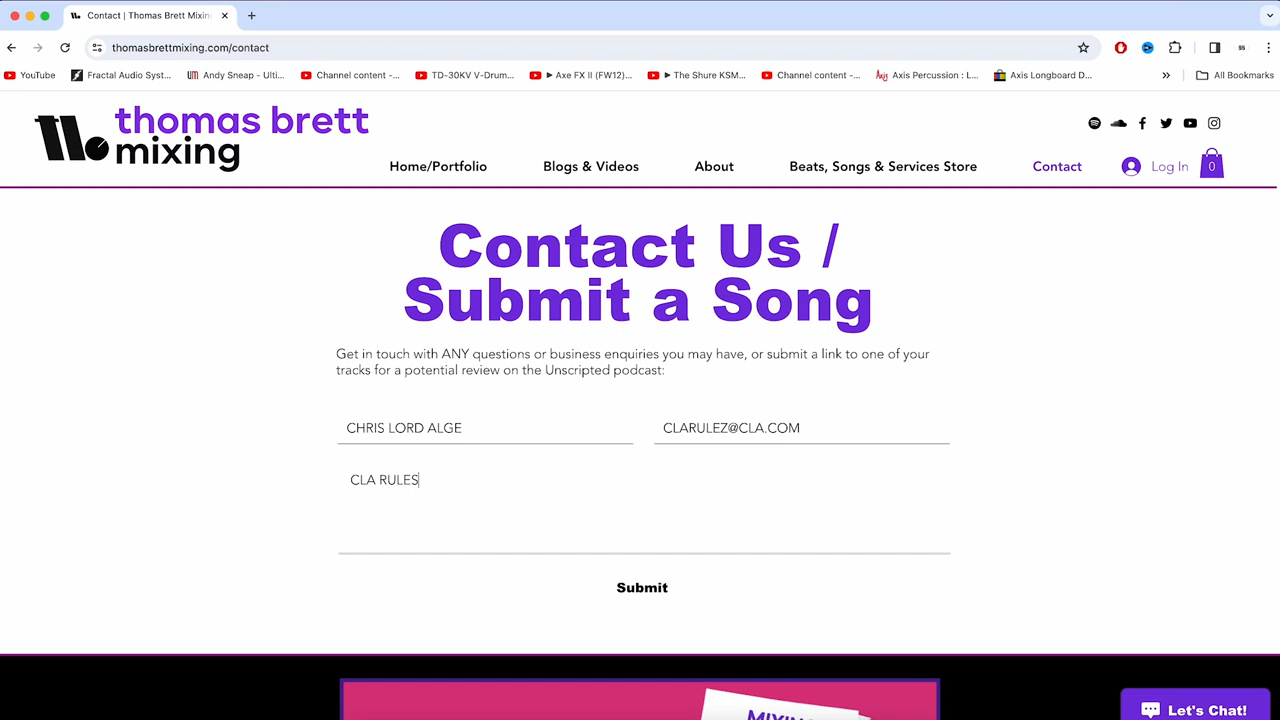 Contact | Thomas Brett Mixin
thomasbrettmixing.com/contact
YouTube
Fractal Audio Syst...
Andy Sneap - Ulti...
Channel content -...
TD-30KV V-Drum...
► Axe FX II (FW12)...
► The Shure KSM...
Channel content -...
Axis Percussion : L...
Axis Longboard D...
»
All Bookmarks
thomas brett
mixing
Home/Portfolio
Blogs & Videos
About
Beats, Songs & Services Store
Contact
Log In
0
Contact Us /
Submit a Song
Get in touch with ANY questions or business enquiries you may have, or submit a link to one of your
tracks for a potential review on the Unscripted podcast:
CHRIS LORD ALGE
CLARULEZ@CLA.COM
CLA RULES
Submit
Let's Chat!